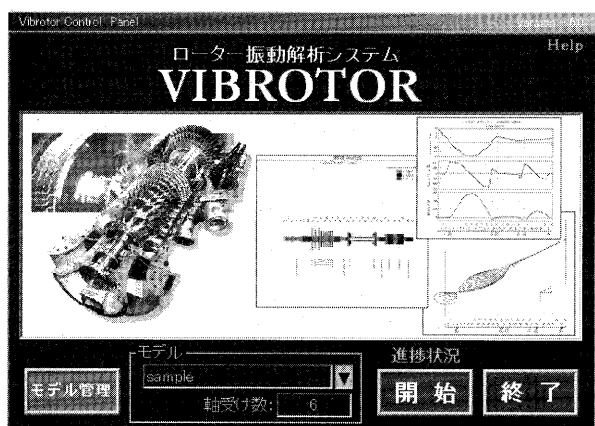 Vibrotor Control Panel
Help
ローター振動解析システム
VIBROTOR
モデル
進捗状況
モデル管理
sample
軸受け数: 6
開始
終了